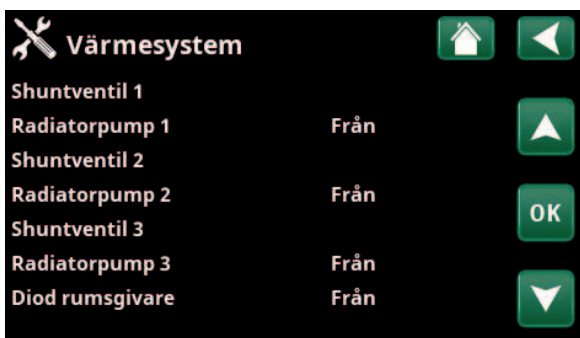 Värmesystem
Shuntventil 1
Radiatorpump 1 Från
Shuntventil 2
Radiatorpump 2 Från
OK
Shuntventil 3
Radiatorpump 3 Från
Diod rumsgivare Från